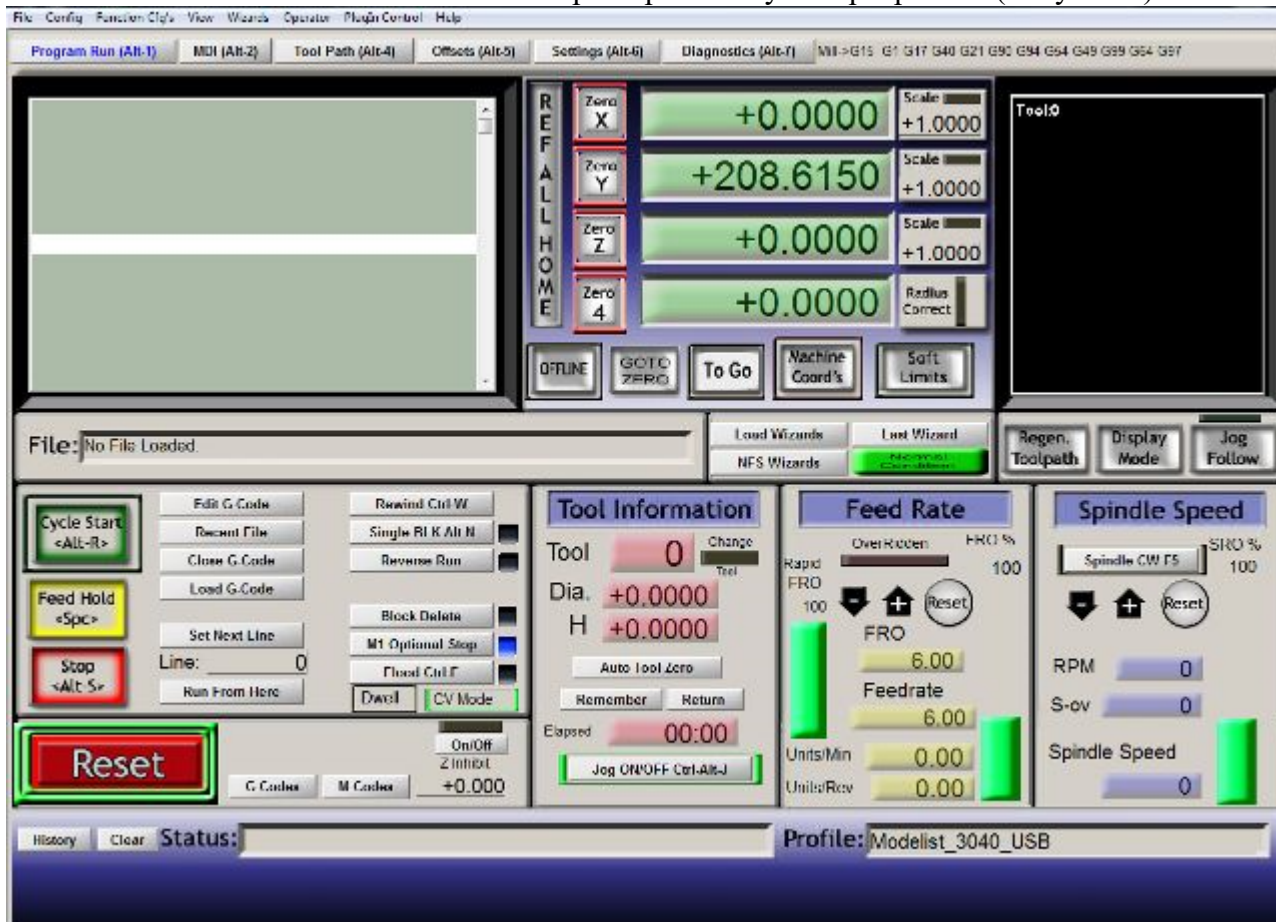 File Config Function Cfg's View Wizards Operator PlugIn Control Help
Program Run (Alt-1) MDI (Alt-2) Tool Path (Alt-4) Offsets (Alt-5) Settings (Alt-6) Diagnostics (Alt-7) Mill->G15 G1 G17 G40 G21 G90 G94 G54 G49 G99 G64 G97
REF ALL HOME
Zero X +0.0000 Scale +1.0000
Zero Y +208.6150 Scale +1.0000
Zero Z +0.0000 Scale +1.0000
Zero 4 +0.0000 Radius Correct
Tool:0
OFFLINE GOTO ZERO To Go Machine Coord's Soft Limits
File: No File Loaded.
Load Wizards Last Wizard
NFS Wizards Normal Condition
Regen. Toolpath Display Mode Jog Follow
Cycle Start <Alt-R>
Feed Hold <Spc>
Stop <Alt-S>
Edit G-Code
Recent File
Close G-Code
Load G-Code
Set Next Line
Line: 0
Run From Here
Rewind Ctrl-W
Single BLK Alt-N
Reverse Run
Block Delete
M1 Optional Stop
Flood Ctrl-F
Dwell CV Mode
Reset
G-Codes M-Codes
On/Off
Z Inhibit
+0.000
Tool Information
Tool 0 Change Tool
Dia. +0.0000
H +0.0000
Auto Tool Zero
Remember Return
Elapsed 00:00
Jog ON/OFF Ctrl-Alt-J
Feed Rate
OverRidden FRO %
100
Rapid FRO
100
Reset
FRO
6.00
Feedrate
6.00
Units/Min 0.00
Units/Rev 0.00
Spindle Speed
Spindle CW F5
SRO %
100
Reset
RPM 0
S-ov 0
Spindle Speed
0
History Clear Status:
Profile: Modelist_3040_USB